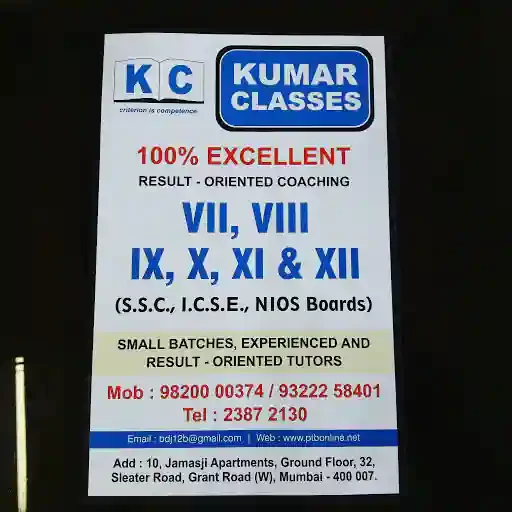 KC
criterion is competence
KUMAR
CLASSES
100% EXCELLENT
RESULT - ORIENTED COACHING
VII, VIII
IX, X, XI & XII
(S.S.C., I.C.S.E., NIOS Boards)
SMALL BATCHES, EXPERIENCED AND
RESULT - ORIENTED TUTORS
Mob : 98200 00374 / 93222 58401
Tel : 2387 2130
Email : bdj12b@gmail.com | Web : www.ptbonline.net
Add : 10, Jamasji Apartments, Ground Floor, 32,
Sleater Road, Grant Road (W), Mumbai - 400 007.